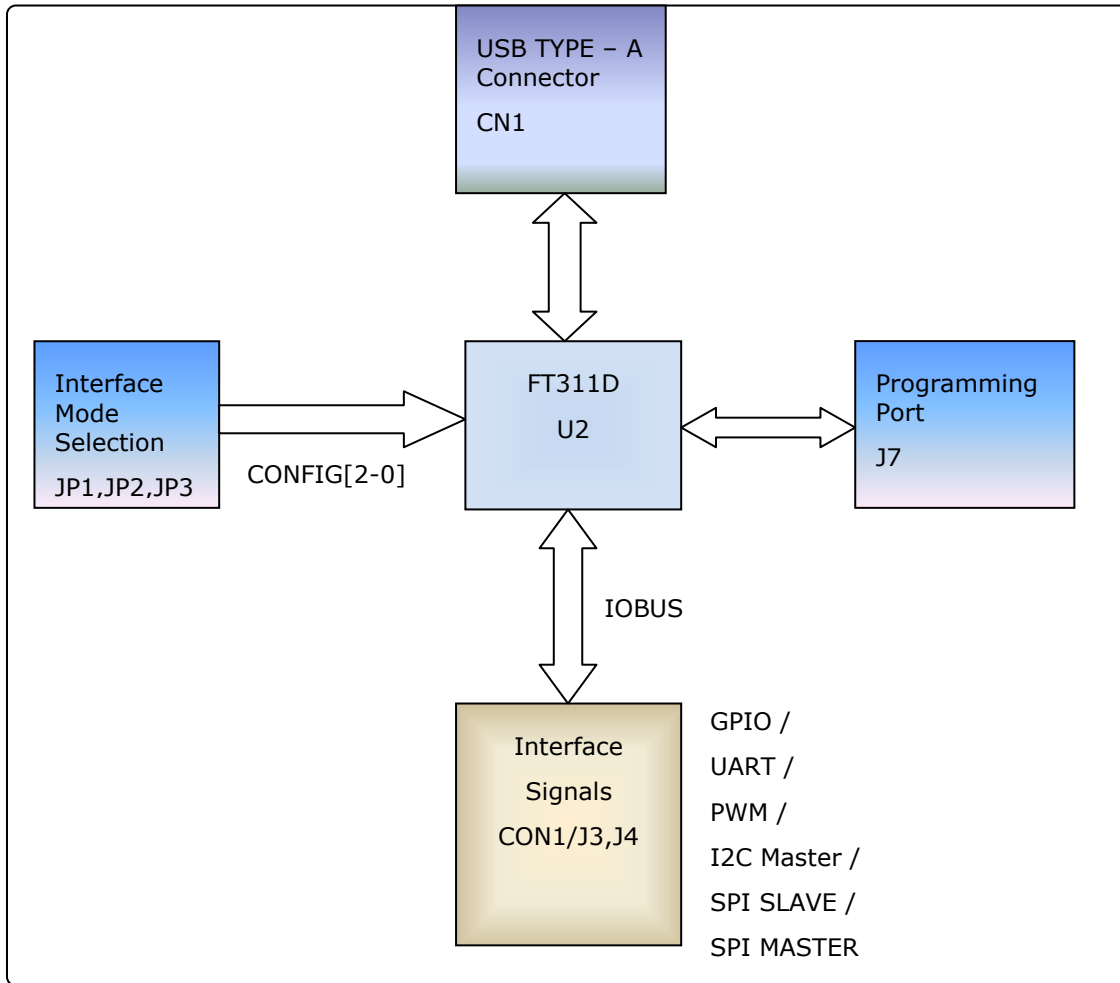 USB TYPE – A
Connector
CN1
Interface
Mode
Selection
JP1,JP2,JP3
CONFIG[2-0]
FT311D
U2
Programming
Port
J7
IOBUS
Interface
Signals
CON1/J3,J4
GPIO /
UART /
PWM /
I2C Master /
SPI SLAVE /
SPI MASTER